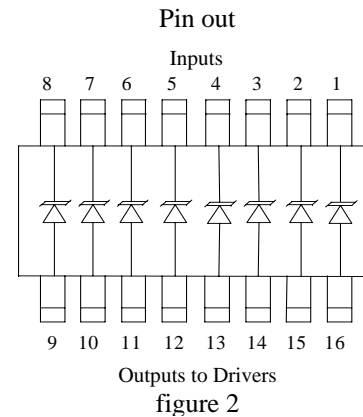 Pin out
Inputs
8 7 6 5 4 3 2 1
9 10 11 12 13 14 15 16
Outputs to Drivers
figure 2